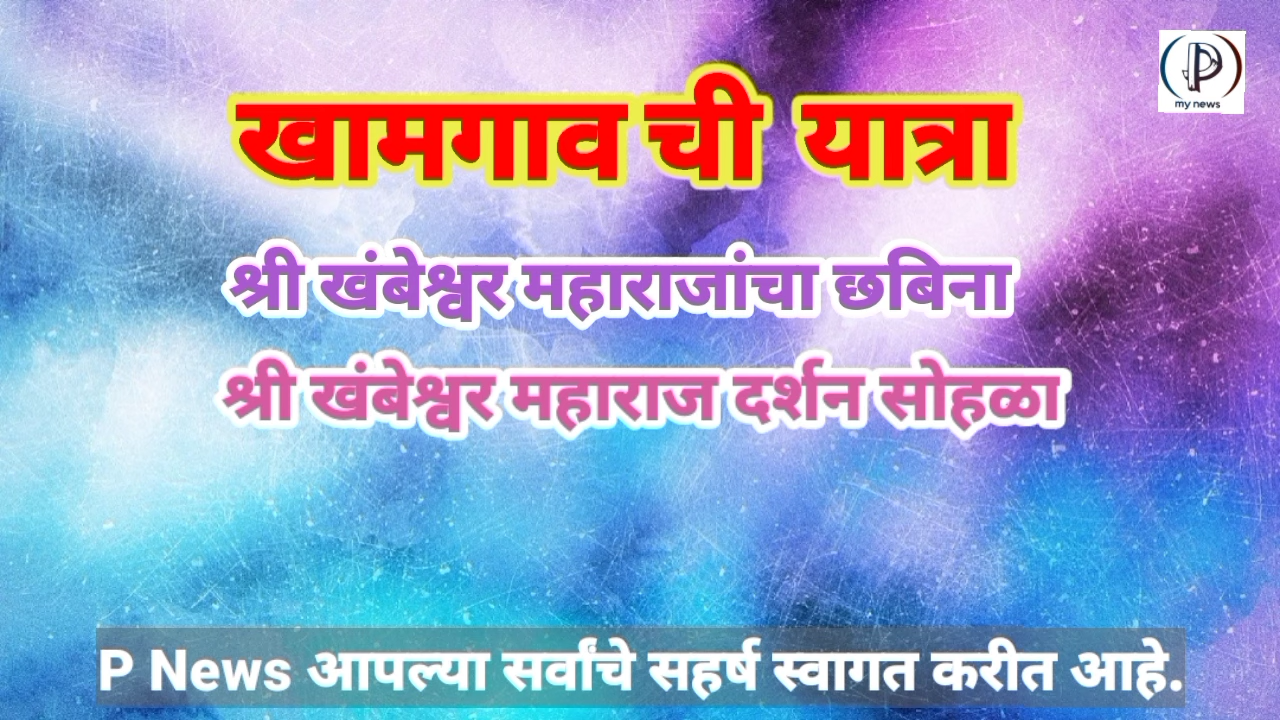 P
my news
खामगाव ची यात्रा
श्री खंबेश्वर महाराजांचा छबिना
श्री खंबेश्वर महाराज दर्शन सोहळा
P News आपल्या सर्वांचे सहर्ष स्वागत करीत आहे.